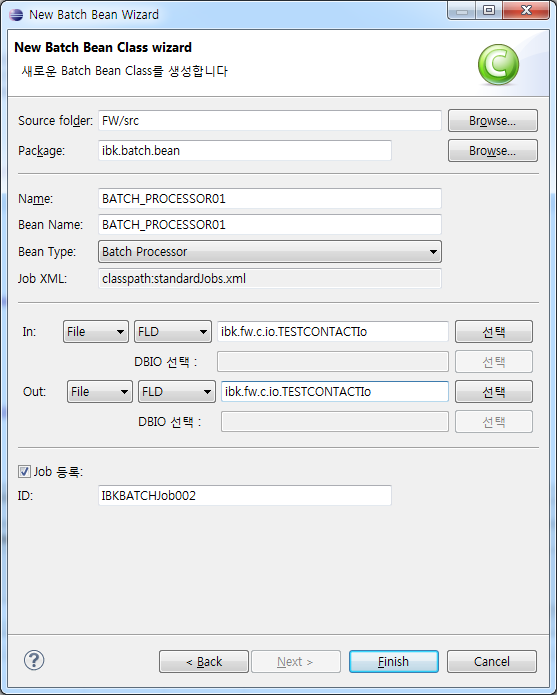 New Batch Bean Wizard
New Batch Bean Class wizard
새로운 Batch Bean Class를 생성합니다
C
Source folder: FW/src Browse...
Package: ibk.batch.bean Browse...
Name: BATCH_PROCESSOR01
Bean Name: BATCH_PROCESSOR01
Bean Type: Batch Processor
Job XML: classpath:standardJobs.xml
In: File FLD ibk.fw.c.io.TESTCONTACTIo 선택
DBIO 선택 : 선택
Out: File FLD ibk.fw.c.io.TESTCONTACTIo 선택
DBIO 선택 : 선택
Job 등록:
ID: IBKBATCHJob002
? < Back Next > Finish Cancel